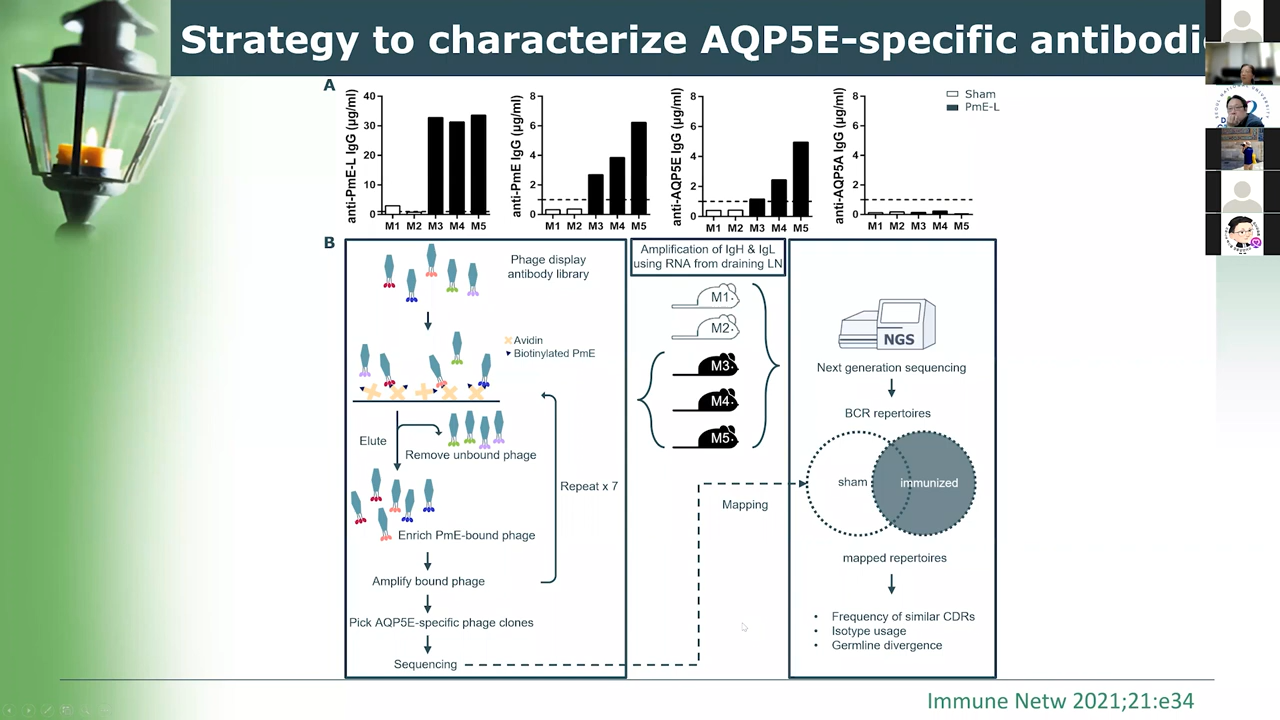 Strategy to characterize AQP5E-specific antibodi
A
anti-PmE-L IgG (µg/ml)
40
30
20
10
0
M1 M2 M3 M4 M5
anti-PmE IgG (µg/ml)
8
6
4
2
0
M1 M2 M3 M4 M5
anti-AQP5E IgG (µg/ml)
8
6
4
2
0
M1 M2 M3 M4 M5
anti-AQP5A IgG (µg/ml)
8
6
4
2
0
M1 M2 M3 M4 M5
Sham
PmE-L
B
Phage display
antibody library
Avidin
Biotinylated PmE
Elute
Remove unbound phage
Repeat x 7
Enrich PmE-bound phage
Amplify bound phage
Pick AQP5E-specific phage clones
Sequencing
Amplification of IgH & IgL
using RNA from draining LN
M1
M2
M3
M4
M5
Mapping
NGS
Next generation sequencing
BCR repertoires
sham
immunized
mapped repertoires
• Frequency of similar CDRs
• Isotype usage
• Germline divergence
Immune Netw 2021;21:e34